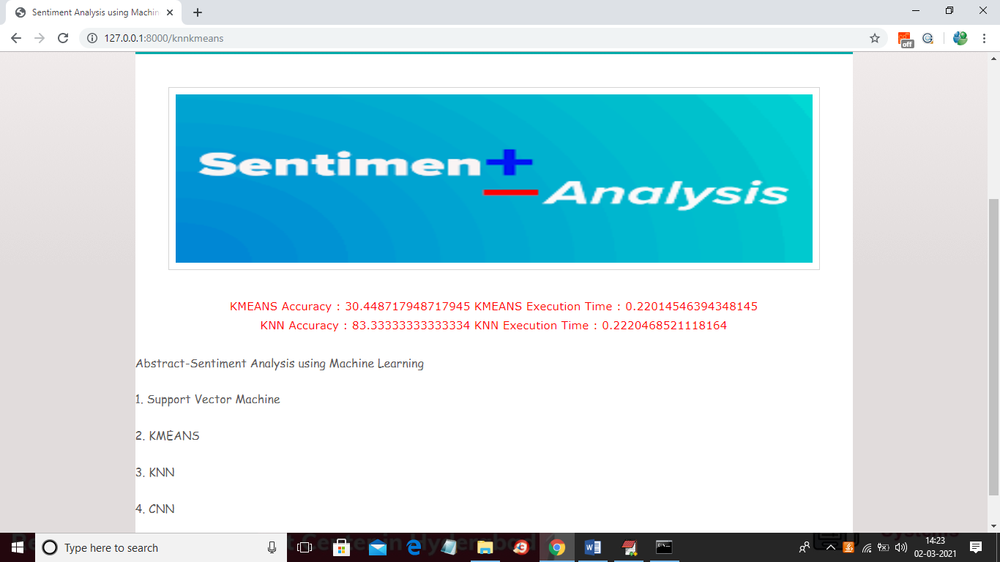 Sentiment Analysis using Machin
127.0.0.1:8000/knnkmeans
off
Sentimen
Analysis
KMEANS Accuracy : 30.448717948717945 KMEANS Execution Time : 0.22014546394348145
KNN Accuracy : 83.33333333333334 KNN Execution Time : 0.2220468521118164
Abstract-Sentiment Analysis using Machine Learning
1. Support Vector Machine
2. KMEANS
3. KNN
4. CNN
Type here to search
14:23
02-03-2021